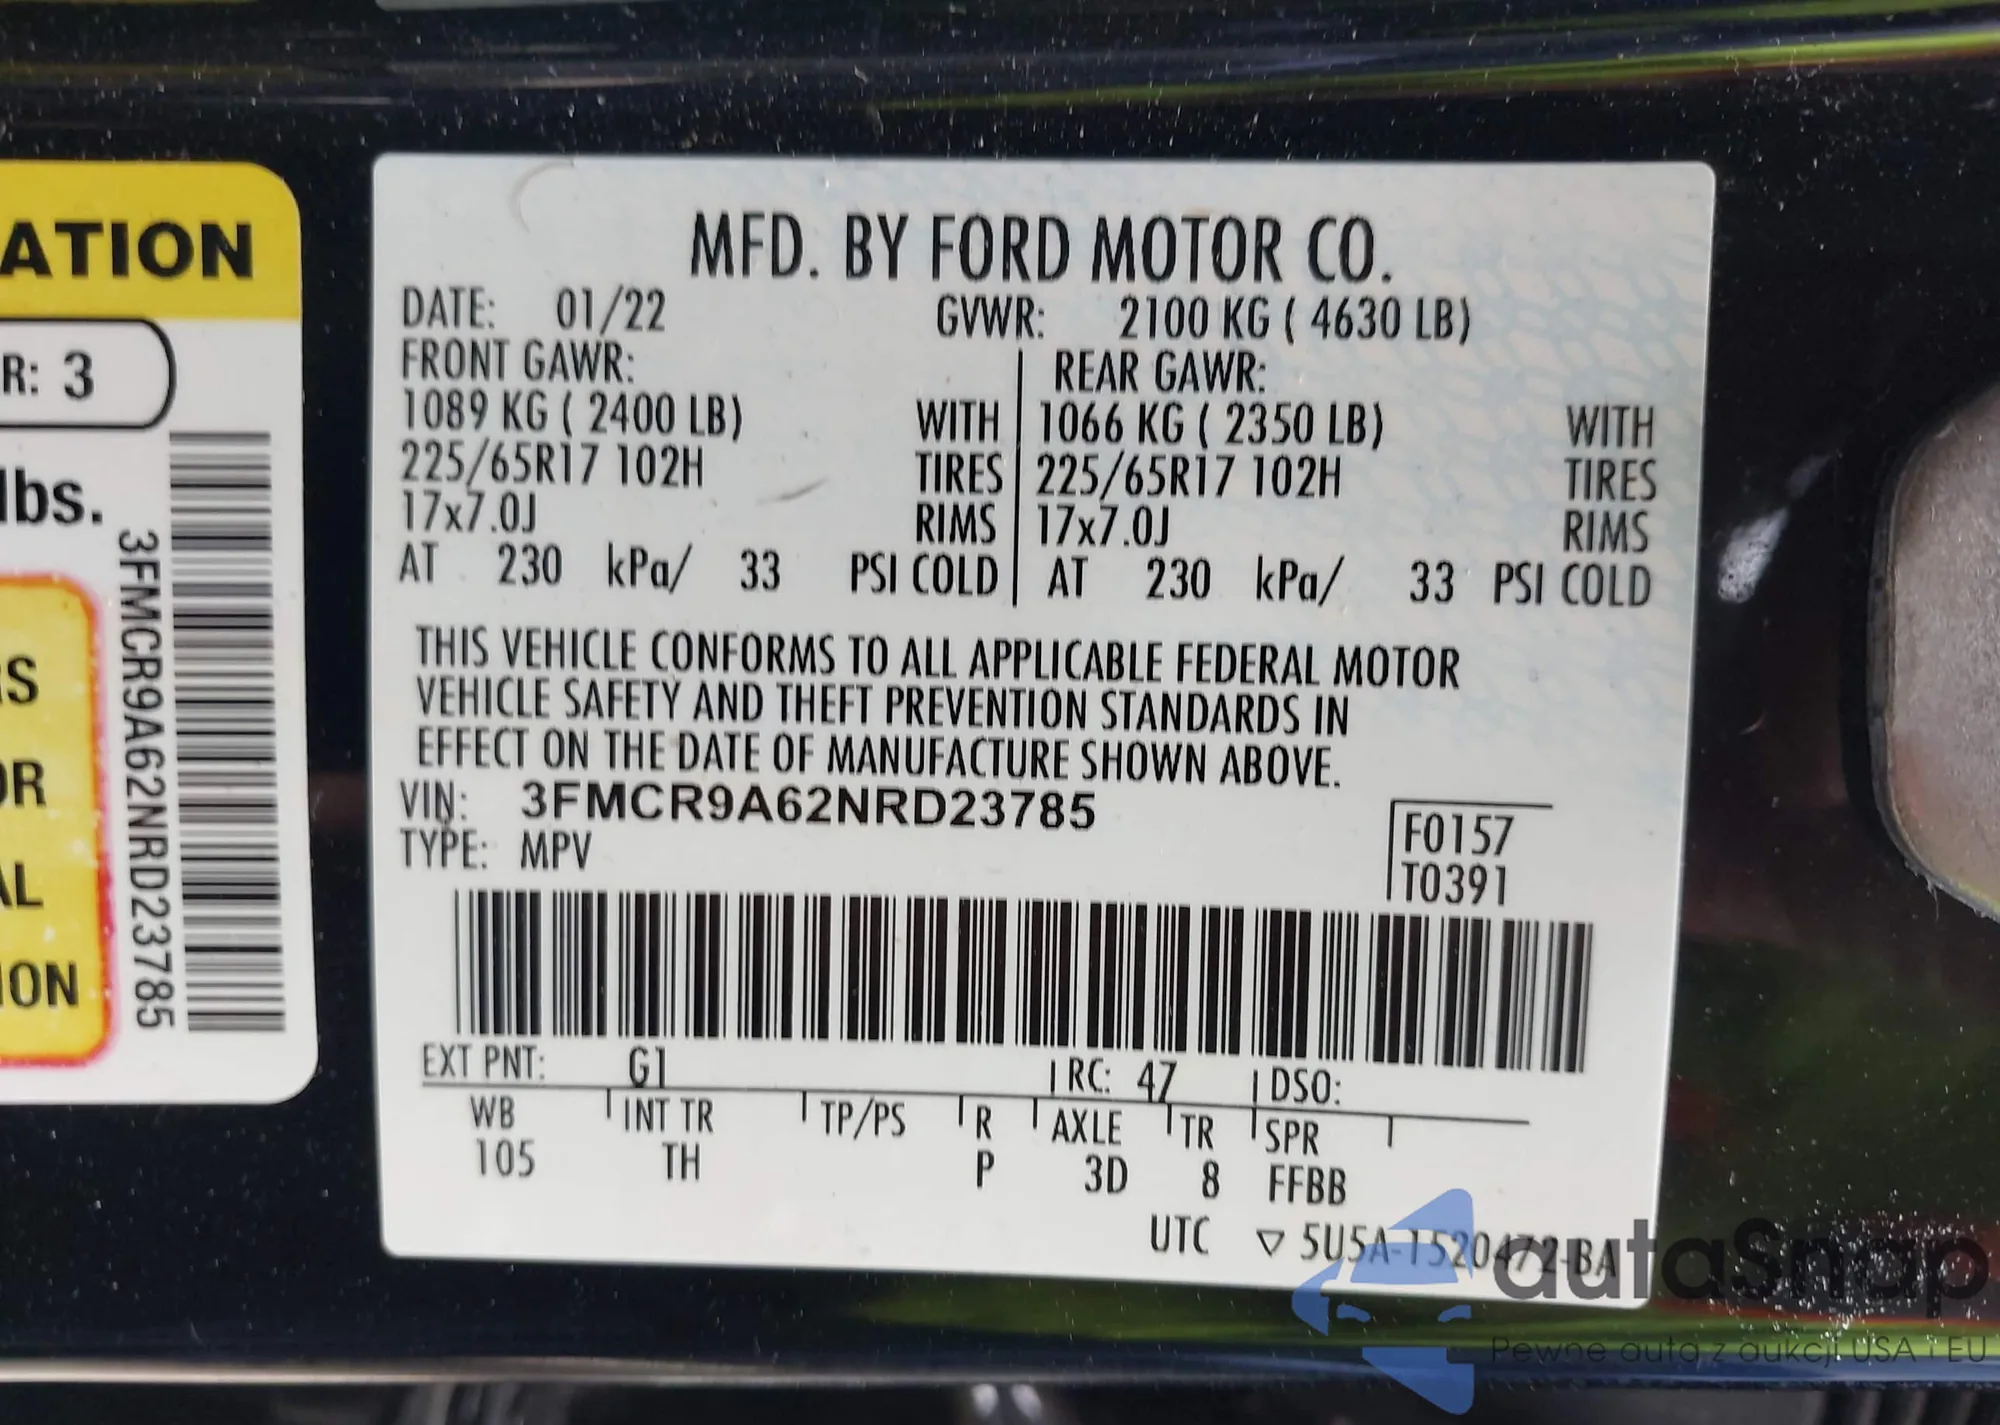 ATION
R: 3
lbs.
3FMCR9A62NRD23785
OR
ION
MFD. BY FORD MOTOR CO.
DATE: 01/22 GVWR: 2100 KG ( 4630 LB)
FRONT GAWR: REAR GAWR:
1089 KG ( 2400 LB) WITH 1066 KG ( 2350 LB) WITH
225/65R17 102H TIRES 225/65R17 102H TIRES
17x7.0J RIMS 17x7.0J RIMS
AT 230 kPa/ 33 PSI COLD AT 230 kPa/ 33 PSI COLD
THIS VEHICLE CONFORMS TO ALL APPLICABLE FEDERAL MOTOR
VEHICLE SAFETY AND THEFT PREVENTION STANDARDS IN
EFFECT ON THE DATE OF MANUFACTURE SHOWN ABOVE.
VIN: 3FMCR9A62NRD23785
TYPE: MPV
F0157
T0391
EXT PNT: G1 RC: 47 DSO:
WB INT TR TP/PS R AXLE TR SPR
105 TH P 3D 8 FFBB
UTC ▽ 5U5A-1520472-BA
autaSnap
Pewne auta z aukcji USA i EU